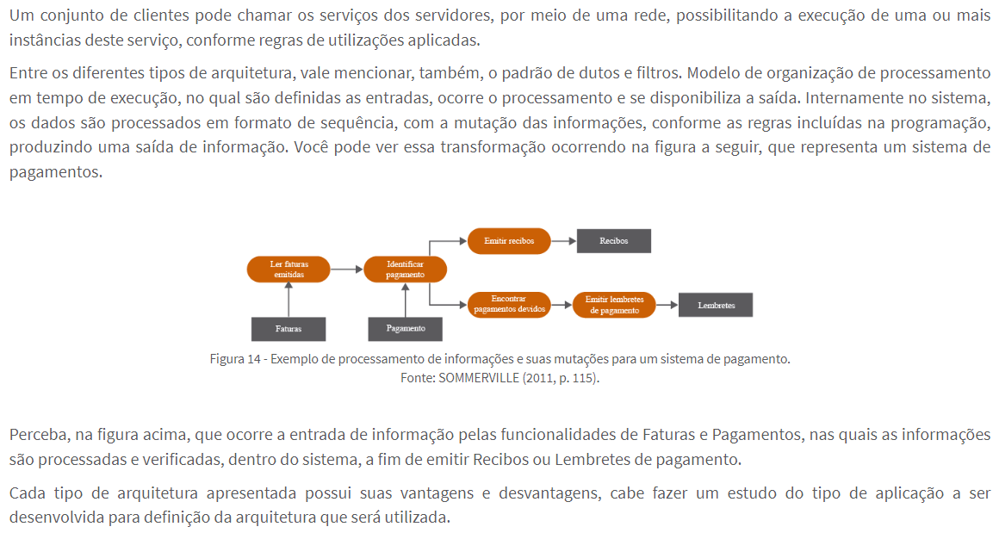 Um conjunto de clientes pode chamar os serviços dos servidores, por meio de uma rede, possibilitando a execução de uma ou mais
instâncias deste serviço, conforme regras de utilizações aplicadas.
Entre os diferentes tipos de arquitetura, vale mencionar, também, o padrão de dutos e filtros. Modelo de organização de processamento
em tempo de execução, no qual são definidas as entradas, ocorre o processamento e se disponibiliza a saída. Internamente no sistema,
os dados são processados em formato de sequência, com a mutação das informações, conforme as regras incluídas na programação,
produzindo uma saída de informação. Você pode ver essa transformação ocorrendo na figura a seguir, que representa um sistema de
pagamentos.
Emitir recibos
Recibos
Ler faturas
emitidas
Identificar
pagamento
Encontrar
pagamentos devidos
Emitir lembretes
de pagamento
Lembretes
Faturas
Pagamento
Figura 14 - Exemplo de processamento de informações e suas mutações para um sistema de pagamento.
Fonte: SOMMERVILLE (2011, p. 115).
Perceba, na figura acima, que ocorre a entrada de informação pelas funcionalidades de Faturas e Pagamentos, nas quais as informações
são processadas e verificadas, dentro do sistema, a fim de emitir Recibos ou Lembretes de pagamento.
Cada tipo de arquitetura apresentada possui suas vantagens e desvantagens, cabe fazer um estudo do tipo de aplicação a ser
desenvolvida para definição da arquitetura que será utilizada.